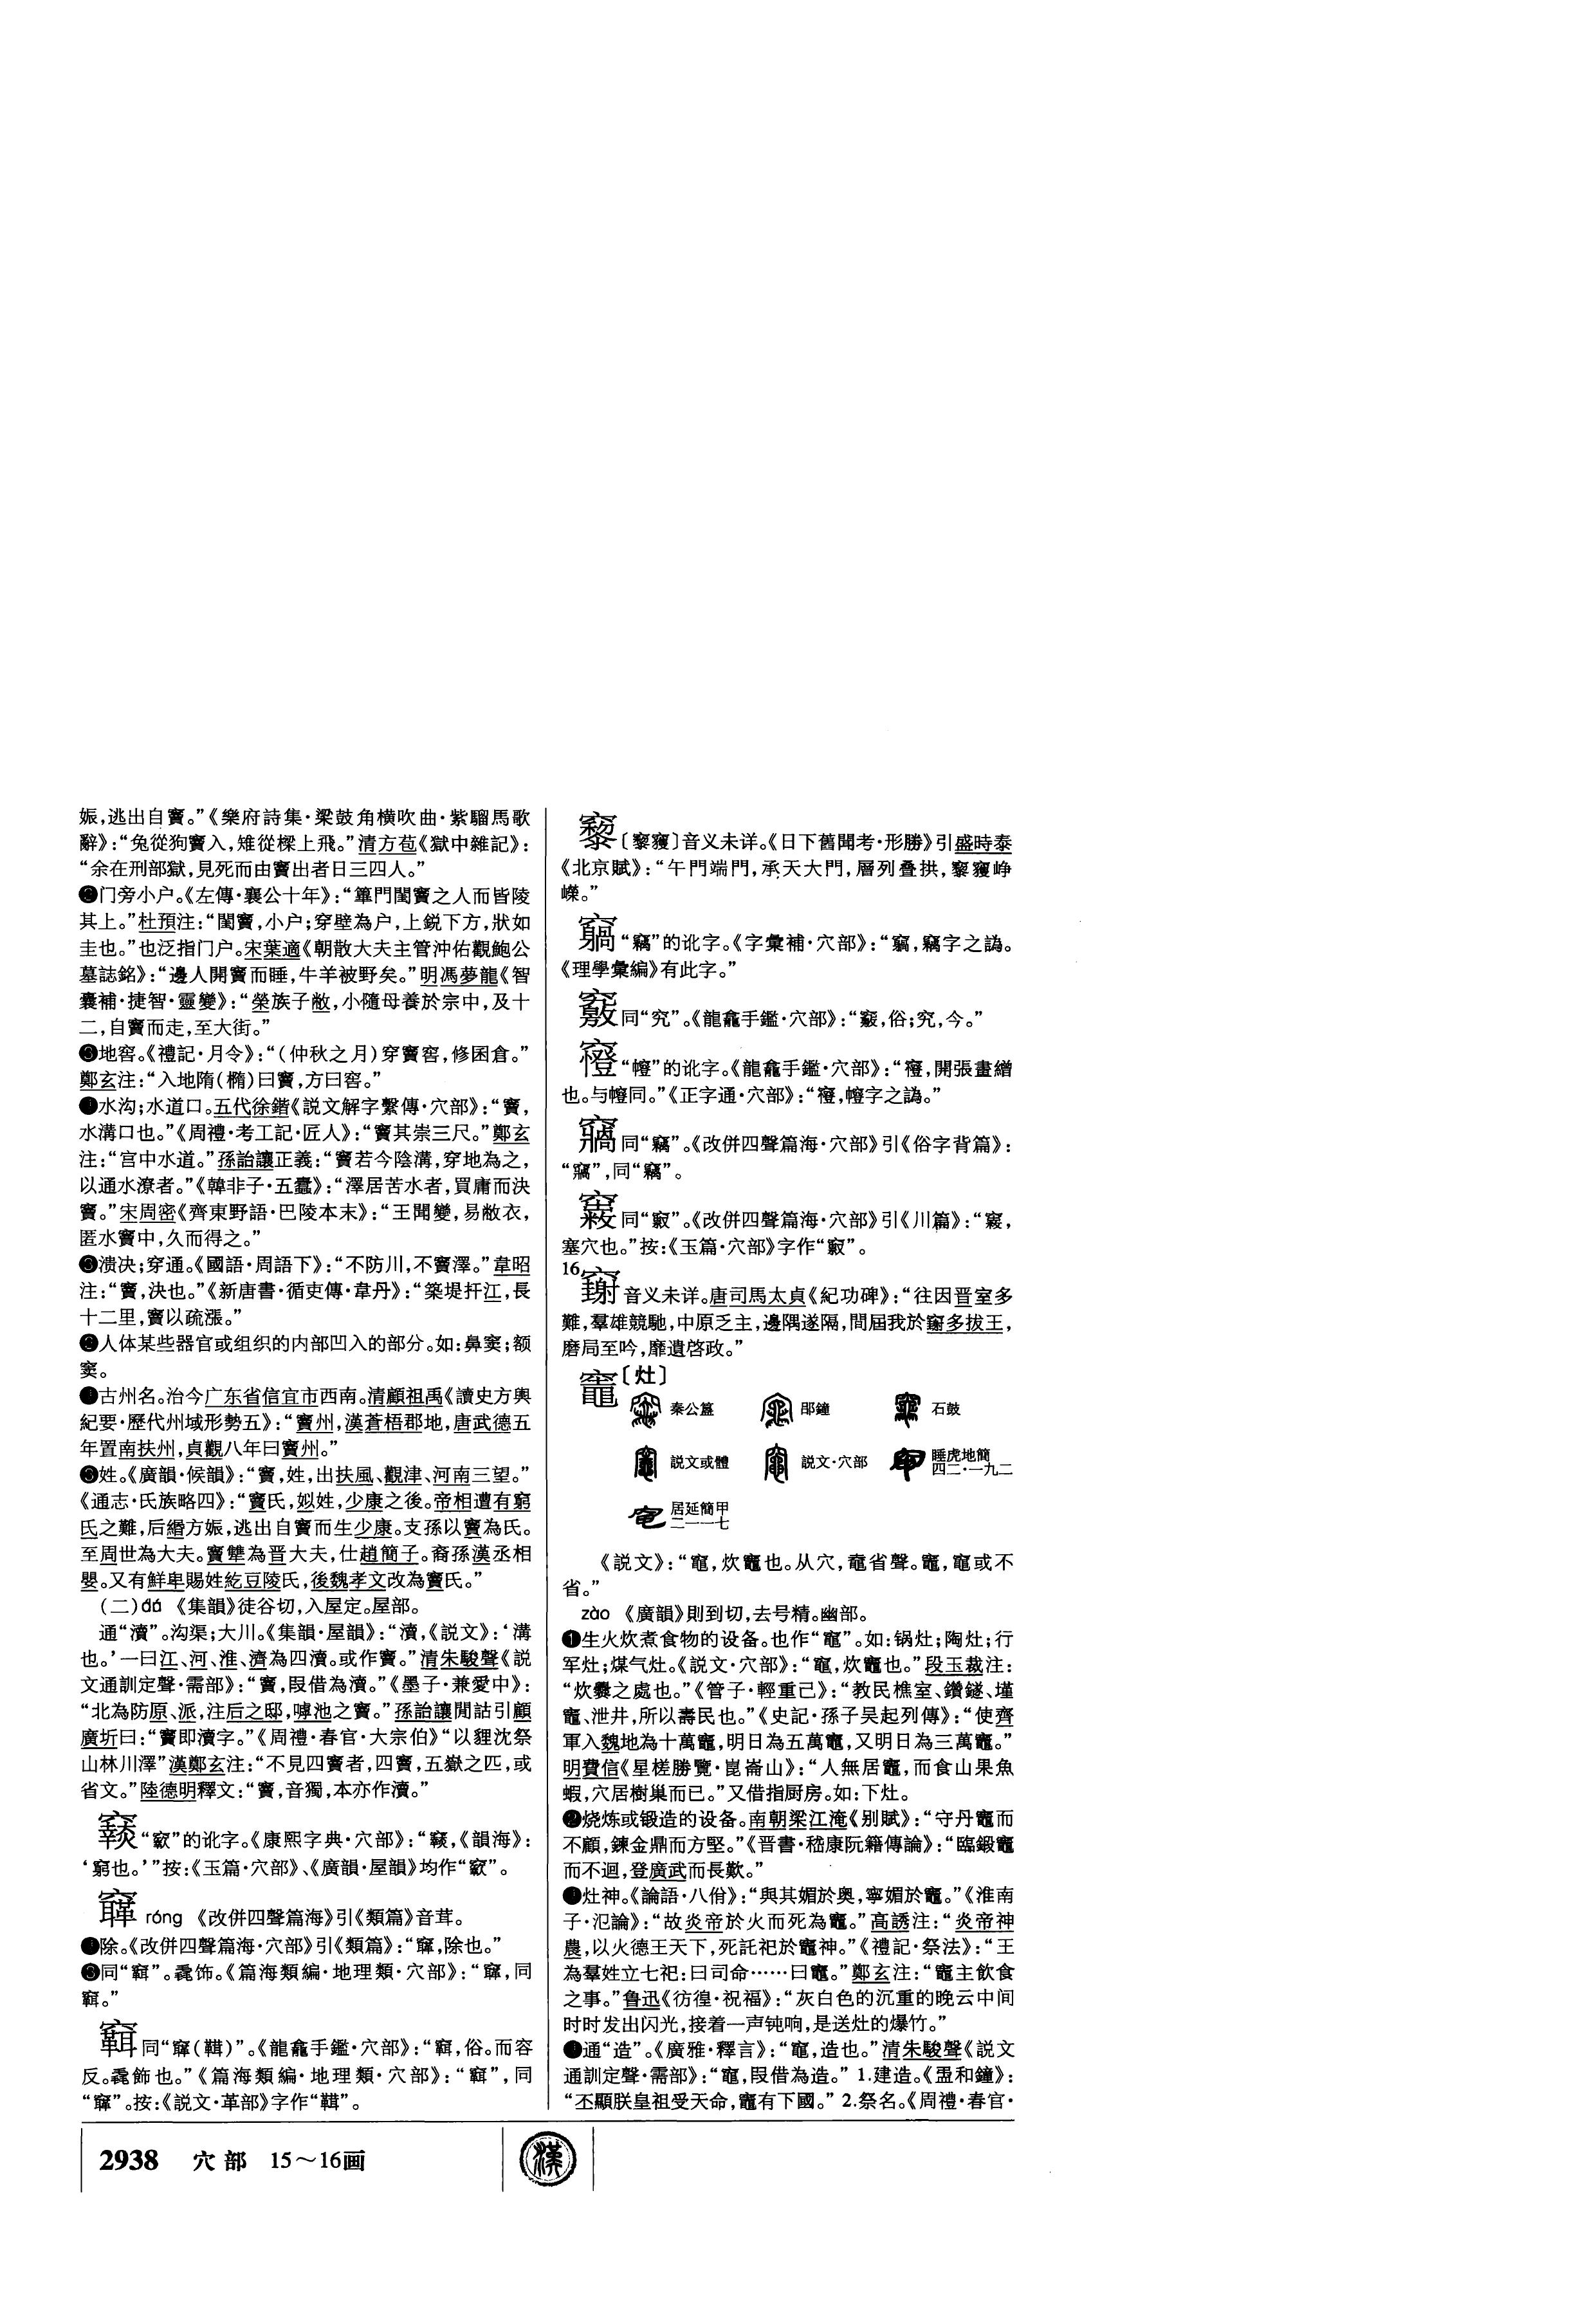 娠，逃出自竇。”《樂府詩集·梁鼓角横吹曲·紫騮馬歌
辭》：“兔從狗竇入，雉從樑上飛。”清方苞《獄中雜記》：
“余在刑部獄，見死而由竇出者日三四人。”
❷门旁小户。《左傳·襄公十年》：“篳門閨竇之人而皆陵
其上。”杜預注：“閨竇，小户；穿壁為户，上鋭下方，狀如
圭也。”也泛指门户。宋葉適《朝散大夫主管沖佑觀鮑公
墓誌銘》：“邊人開竇而睡，牛羊被野矣。”明馮夢龍《智
囊補·捷智·靈變》：“榮族子敝，小隨母養於宗中，及十
二，自竇而走，至大街。”
❸地窖。《禮記·月令》：“（仲秋之月）穿竇窖，修囷倉。”
鄭玄注：“入地隋（橢）曰竇，方曰窖。”
❹水沟；水道口。五代徐鍇《説文解字繫傳·穴部》：“竇，
水溝口也。”《周禮·考工記·匠人》：“竇其崇三尺。”鄭玄
注：“宫中水道。”孫詒讓正義：“竇若今陰溝，穿地為之，
以通水潦者。”《韓非子·五蠹》：“澤居苦水者，買庸而決
竇。”宋周密《齊東野語·巴陵本末》：“王聞變，易敝衣，
匿水竇中，久而得之。”
❺溃决；穿通。《國語·周語下》：“不防川，不竇澤。”韋昭
注：“竇，決也。”《新唐書·循吏傳·韋丹》：“築堤扞江，長
十二里，竇以疏漲。”
❻人体某些器官或组织的内部凹入的部分。如：鼻窦；额
窦。
❼古州名。治今广东省信宜市西南。清顧祖禹《讀史方輿
紀要·歷代州域形勢五》：“竇州，漢蒼梧郡地，唐武德五
年置南扶州，貞觀八年曰竇州。”
❽姓。《廣韻·候韻》：“竇，姓，出扶風、觀津、河南三望。”
《通志·氏族略四》：“竇氏，姒姓，少康之後。帝相遭有窮
氏之難，后緡方娠，逃出自竇而生少康。支孫以竇為氏。
至周世為大夫。竇犨為晋大夫，仕趙簡子。裔孫漢丞相
嬰。又有鮮卑賜姓紇豆陵氏，後魏孝文改為竇氏。”
（二）dú 《集韻》徒谷切，入屋定。屋部。
通“瀆”。沟渠；大川。《集韻·屋韻》：“瀆，《説文》：‘溝
也。’一曰江、河、淮、濟為四瀆。或作竇。”清朱駿聲《説
文通訓定聲·需部》：“竇，叚借為瀆。”《墨子·兼愛中》：
“北為防原、泒，注后之邸，嘑池之竇。”孫詒讓閒詁引顧
廣圻曰：“竇即瀆字。”《周禮·春官·大宗伯》“以貍沈祭
山林川澤”漢鄭玄注：“不見四竇者，四竇，五嶽之匹，或
省文。”陸德明釋文：“竇，音獨，本亦作瀆。”
的讹字。《康熙字典·穴部》：《韻海》：
‘窮也。’”按：《玉篇·穴部》、《廣韻·屋韻》均作
róng 《改併四聲篇海》引《類篇》音茸。
❶除。《改併四聲篇海·穴部》引《類篇》：除也。”
❷同毳饰。《篇海類編·地理類·穴部》：同
同《龍龕手鑑·穴部》：俗。而容
反。毳飾也。”《篇海類編·地理類·穴部》：同
按：《説文·革部》字作
音义未详。《日下舊聞考·形勝》引盛時泰
《北京賦》：“午門端門，承天大門，層列叠拱，峥
嶸。”
“竊”的讹字。《字彙補·穴部》：竊字之譌。
《理學彙編》有此字。”
同“究”。《龍龕手鑑·穴部》：俗；究，今。”
“幰”的讹字。《龍龕手鑑·穴部》：開張畫繒
《正字通·穴部》：字之譌。”
同“竊”。《改併四聲篇海·穴部》引《俗字背篇》：
同“竊”。
同《改併四聲篇海·穴部》引《川篇》：
塞穴也。”按：《玉篇·穴部》字作
16
音义未详。唐司馬太貞《紀功碑》：“往因晋室多
難，羣雄競馳，中原乏主，邊隅遂隔，間屆我於多拔王，
磨局至吟，靡遺啓政。”
竈〔灶〕
秦公簋 邵鐘 石鼓
説文或體 説文·穴部 睡虎地簡四二·一九二
居延簡甲二一一七
《説文》：“竈，炊竈也。从穴，鼀省聲。竈，竈或不
省。”
zào 《廣韻》則到切，去号精。幽部。
❶生火炊煮食物的设备。也作“竈”。如：锅灶；陶灶；行
军灶；煤气灶。《説文·穴部》：“竈，炊竈也。”段玉裁注：
“炊爨之處也。”《管子·輕重己》：“教民樵室、鑽鐩、墐
竈、泄井，所以壽民也。”《史記·孫子吴起列傳》：“使齊
軍入魏地為十萬竈，明日為五萬竈，又明日為三萬竈。”
明費信《星槎勝覽·崑崙山》：“人無居竈，而食山果魚
蝦，穴居樹巢而已。”又借指厨房。如：下灶。
❷烧炼或锻造的设备。南朝梁江淹《别賦》：“守丹竈而
不顧，鍊金鼎而方堅。”《晋書·嵇康阮籍傳論》：“臨鍛竈
而不迴，登廣武而長歎。”
❸灶神。《論語·八佾》：“與其媚於奥，寧媚於竈。”《淮南
子·氾論》：“故炎帝於火而死為竈。”高誘注：“炎帝神
農，以火德王天下，死託祀於竈神。”《禮記·祭法》：“王
為羣姓立七祀：曰司命……曰竈。”鄭玄注：“竈主飲食
之事。”鲁迅《彷徨·祝福》：“灰白色的沉重的晚云中间
时时发出闪光，接着一声钝响，是送灶的爆竹。”
❹通“造”。《廣雅·釋言》：“竈，造也。”清朱駿聲《説文
通訓定聲·需部》：“竈，叚借為造。” 1.建造。《盄和鐘》：
“丕顯朕皇祖受天命，竈有下國。” 2.祭名。《周禮·春官·
2938 穴部 15～16画
漢